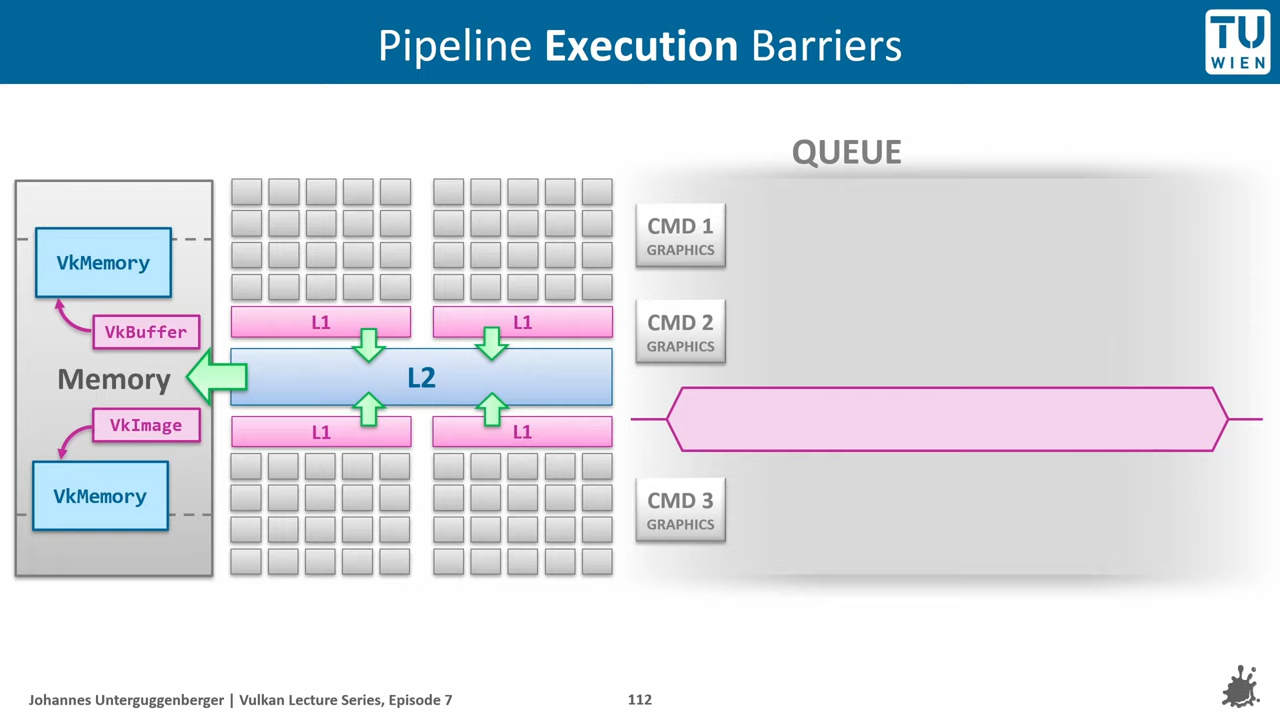 Pipeline Execution Barriers
TU
WIEN
QUEUE
VkMemory
VkBuffer
Memory
VkImage
VkMemory
L1
L1
L2
L1
L1
CMD 1
GRAPHICS
CMD 2
GRAPHICS
CMD 3
GRAPHICS
Johannes Unterguggenberger | Vulkan Lecture Series, Episode 7
112